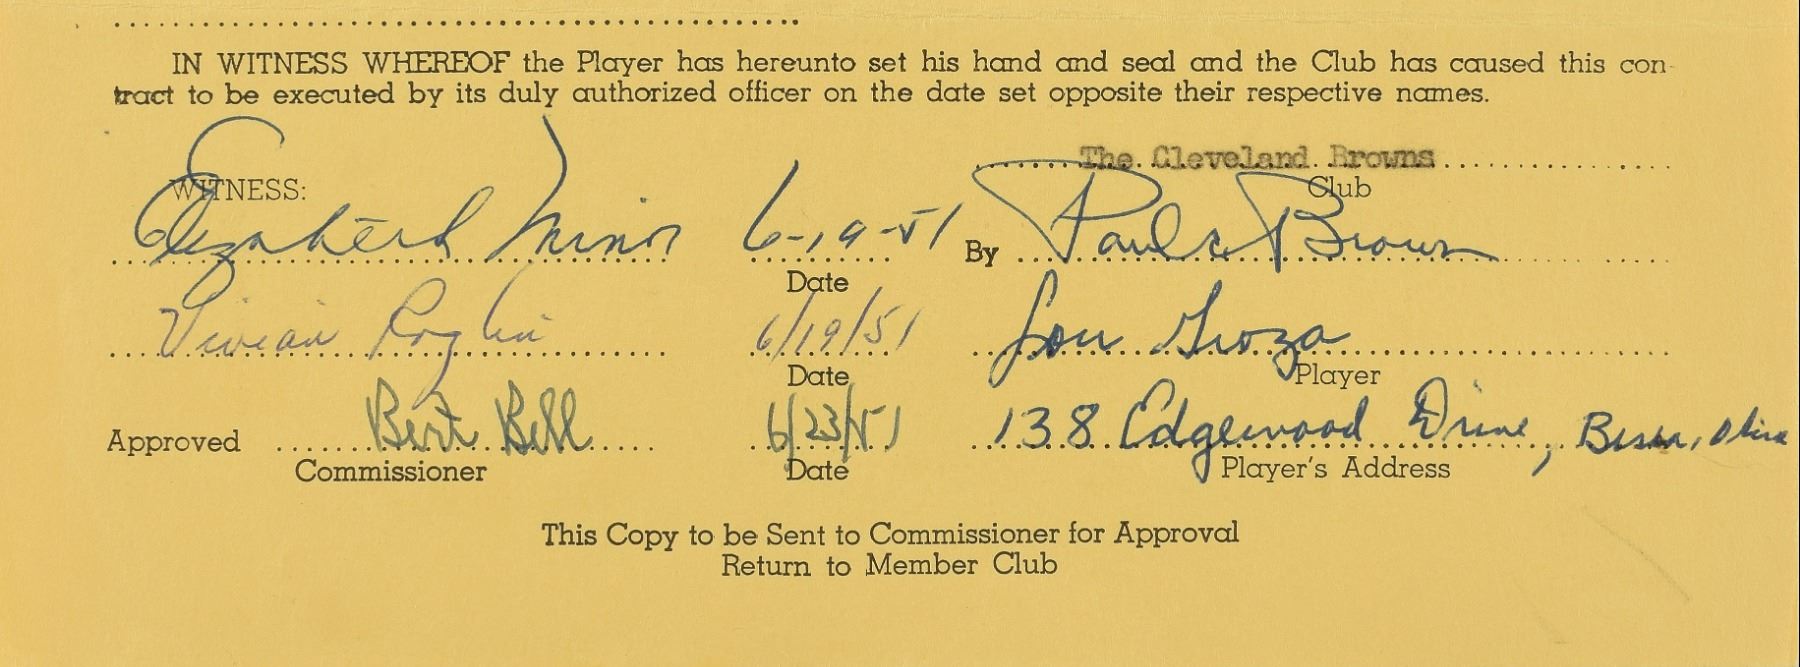 IN WITNESS WHEREOF the Player has hereunto set his hand and seal and the Club has caused this con-
tract to be executed by its duly authorized officer on the date set opposite their respective names.
The Cleveland Browns
WITNESS: Club
Elizabeth Minor 6-19-51 By Paul E Brown
Date
Vivian 6/19/51 Lou Groza
Date Player
Approved Bert Bell 6/23/51 138 Edgewood Drive, Berea, Ohio
Commissioner Date Player's Address
This Copy to be Sent to Commissioner for Approval
Return to Member Club